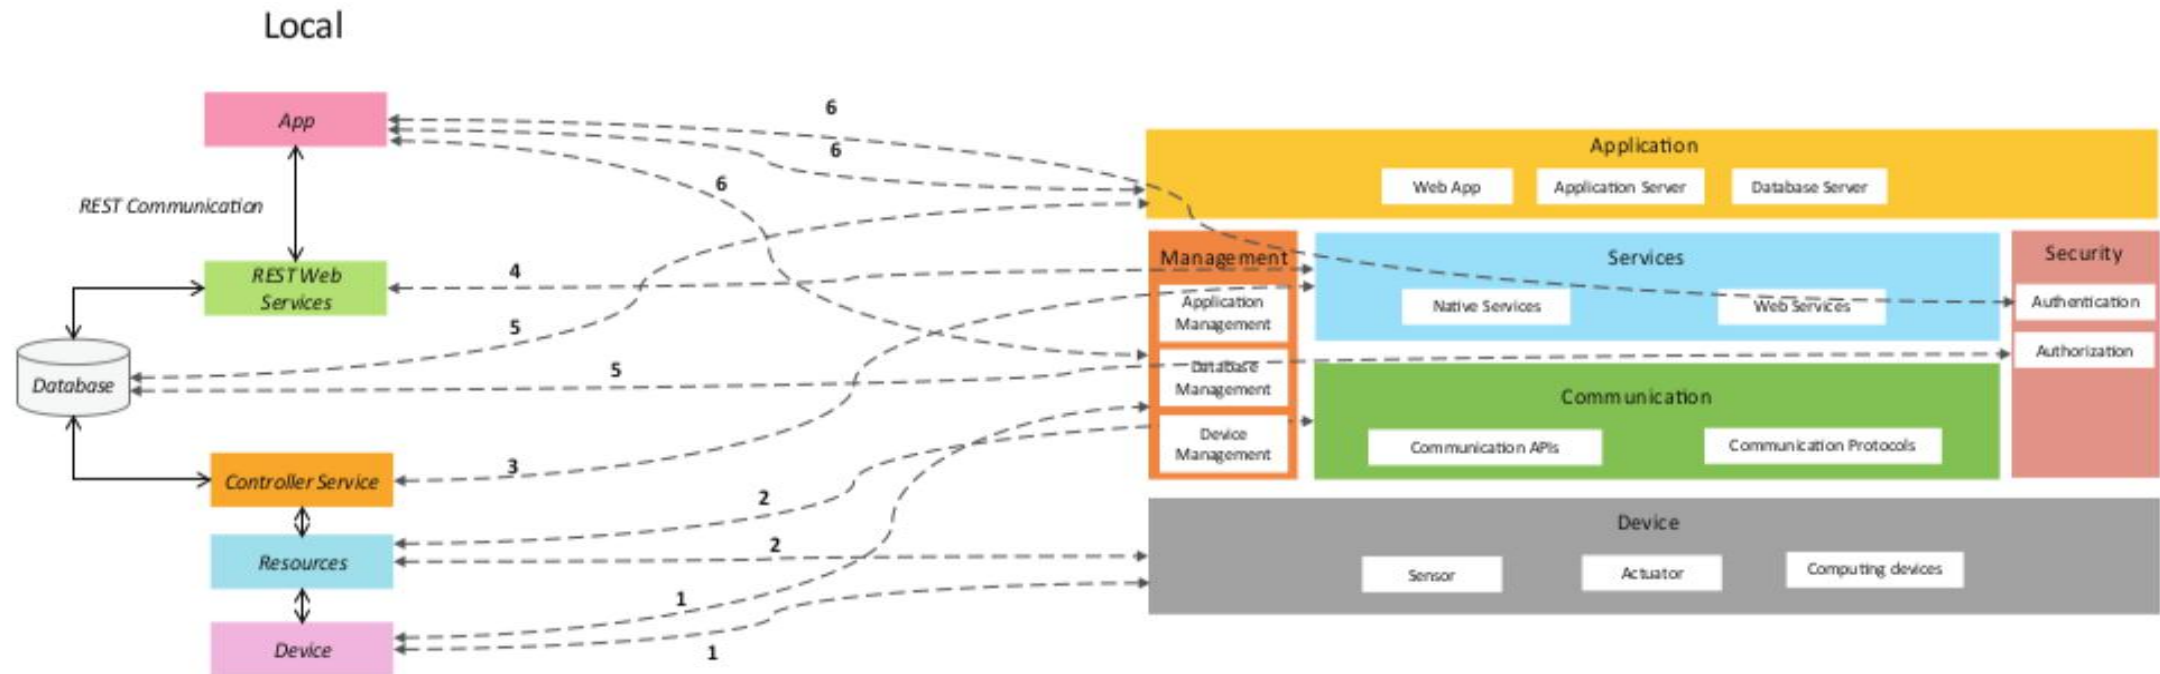 Local
App
6
6
6
REST Communication
REST Web
Services
4
5
Database
5
Controller Service
3
2
Resources
2
1
Device
1
Application
Web App
Application Server
Database Server
Management
Application
Management
Database
Management
Device
Management
Services
Native Services
Web Services
Security
Authentication
Authorization
Communication
Communication APIs
Communication Protocols
Device
Sensor
Actuator
Computing devices